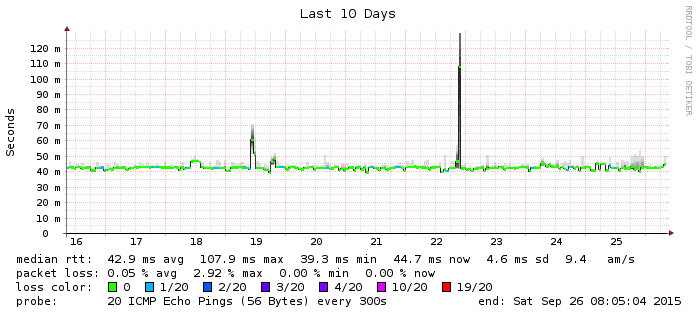 Last 10 Days
RRDTOOL / TOBI OETIKER
Seconds
120 m
110 m
100 m
90 m
80 m
70 m
60 m
50 m
40 m
30 m
20 m
10 m
0
16 17 18 19 20 21 22 23 24 25
median rtt: 42.9 ms avg 107.9 ms max 39.3 ms min 44.7 ms now 4.6 ms sd 9.4 am/s
packet loss: 0.05 % avg 2.92 % max 0.00 % min 0.00 % now
loss color: 0 1/20 2/20 3/20 4/20 10/20 19/20
probe: 20 ICMP Echo Pings (56 Bytes) every 300s end: Sat Sep 26 08:05:04 2015